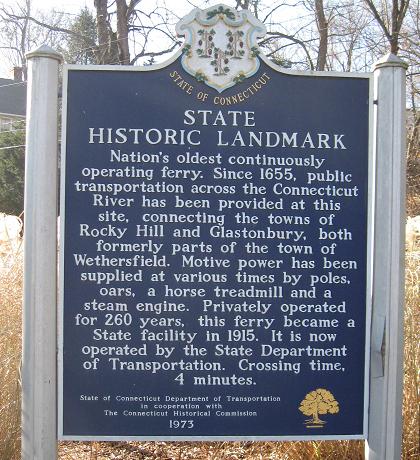 STATE OF CONNECTICUT
STATE
HISTORIC LANDMARK
Nation's oldest continuously
operating ferry. Since 1655, public
transportation across the Connecticut
River has been provided at this
site, connecting the towns of
Rocky Hill and Glastonbury, both
formerly parts of the town of
Wethersfield. Motive power has been
supplied at various times by poles,
oars, a horse treadmill and a
steam engine. Privately operated
for 260 years, this ferry became a
State facility in 1915. It is now
operated by the State Department
of Transportation. Crossing time,
4 minutes.
State of Connecticut Department of Transportation
in cooperation with
The Connecticut Historical Commission
1973